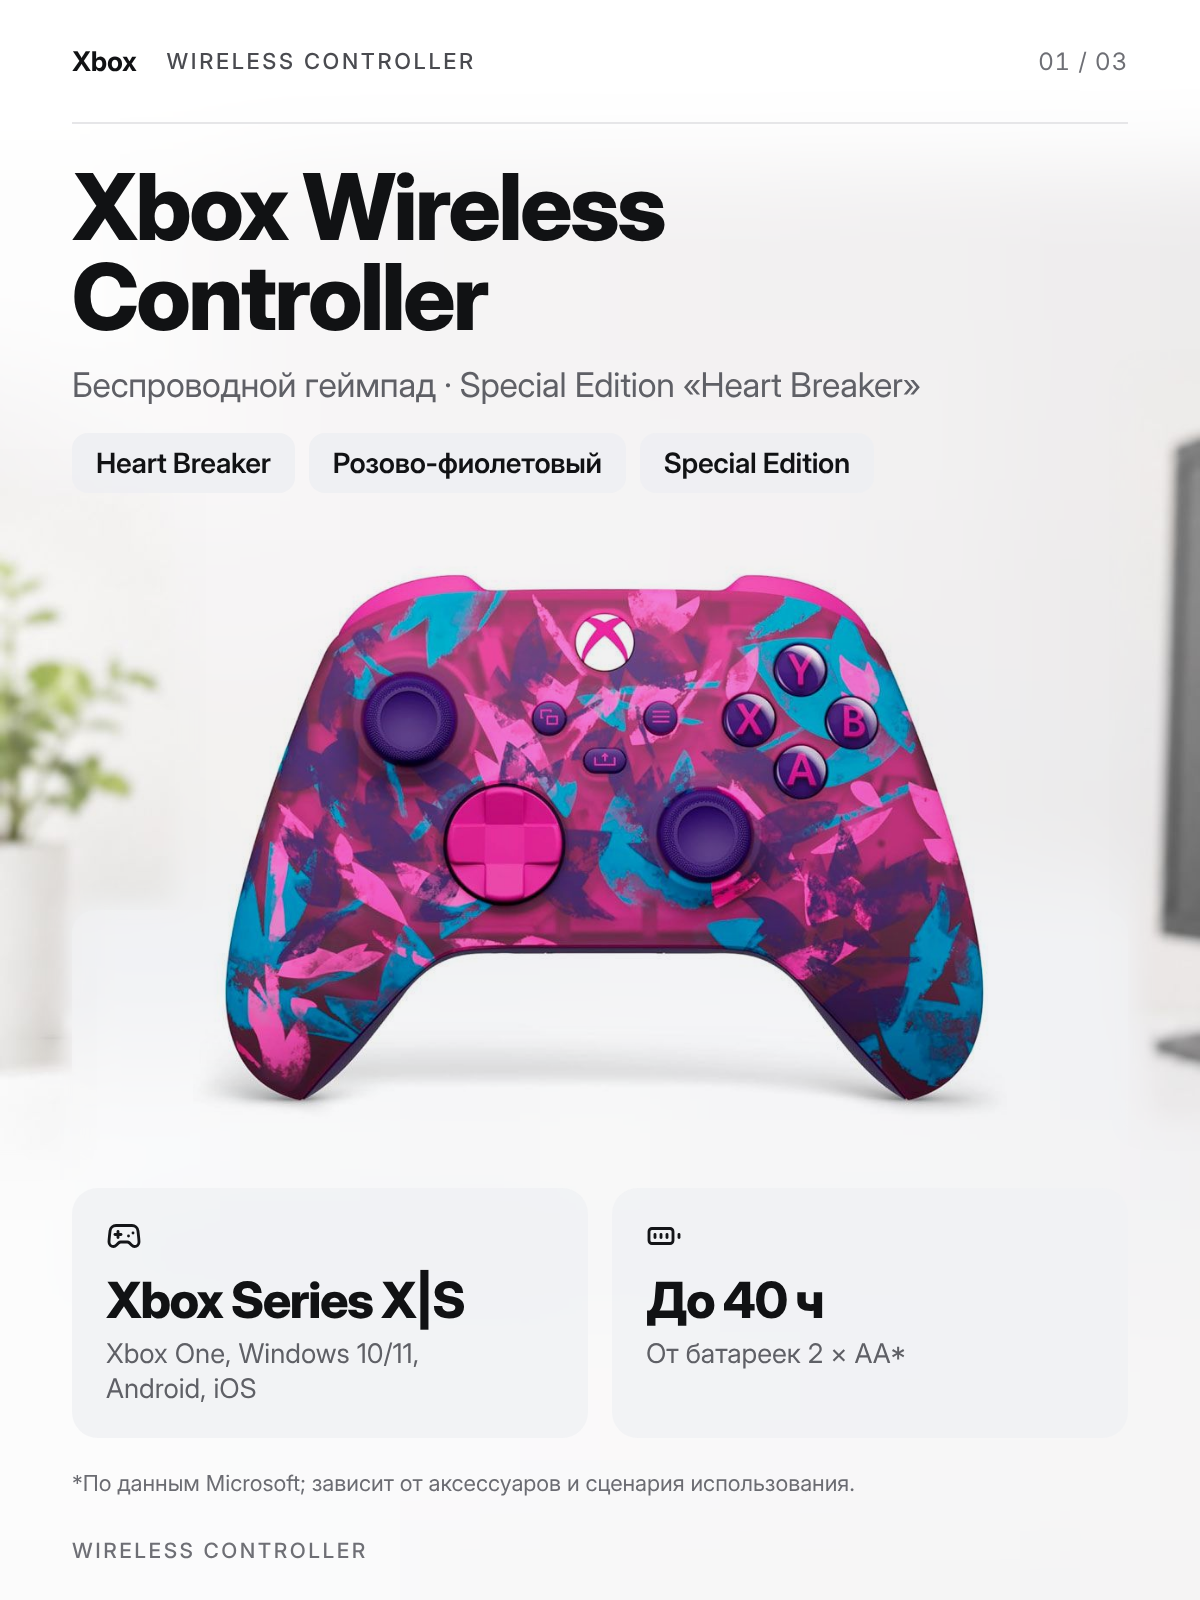 Xbox WIRELESS CONTROLLER 01 / 03
Xbox Wireless
Controller
Беспроводной геймпад · Special Edition «Heart Breaker»
Heart Breaker Розово-фиолетовый Special Edition
Y
X B
A
Xbox Series X|S
Xbox One, Windows 10/11,
Android, iOS
До 40 ч
От батареек 2 × AA*
*По данным Microsoft; зависит от аксессуаров и сценария использования.
WIRELESS CONTROLLER